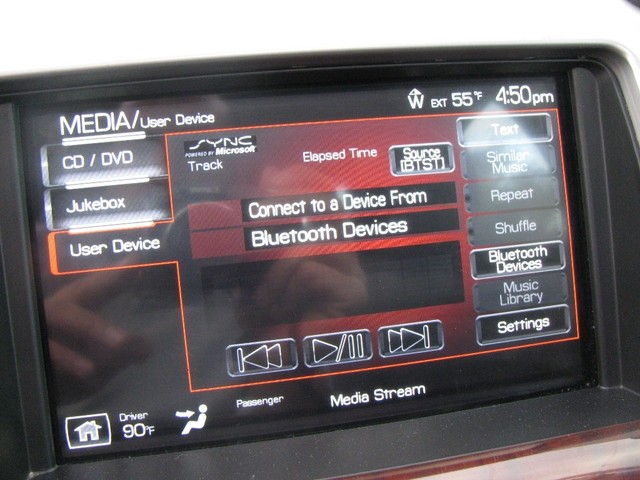 MEDIA/User Device
W EXT 55°F 4:50pm
CD / DVD
Jukebox
User Device
SYNC
POWERED BY Microsoft
Track
Elapsed Time
Source
[BTST]
Connect to a Device From
Bluetooth Devices
Text
Similar
Music
Repeat
Shuffle
Bluetooth
Devices
Music
Library
Settings
Driver
90°F
Passenger
Media Stream